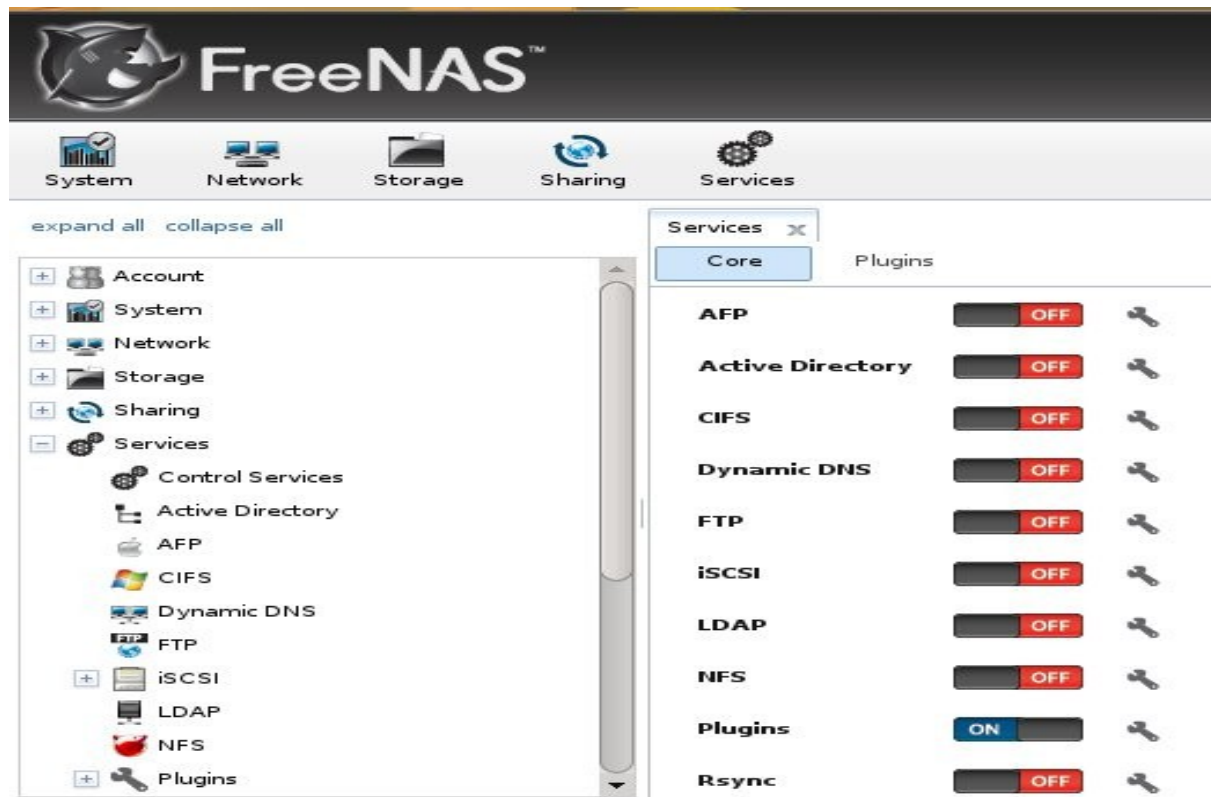 FreeNAS™
System Network Storage Sharing Services
expand all collapse all
Account
System
Network
Storage
Sharing
Services
Control Services
Active Directory
AFP
CIFS
Dynamic DNS
FTP FTP
iSCSI
LDAP
NFS
Plugins
Services x
Core Plugins
AFP OFF
Active Directory OFF
CIFS OFF
Dynamic DNS OFF
FTP OFF
iSCSI OFF
LDAP OFF
NFS OFF
Plugins ON
Rsync OFF